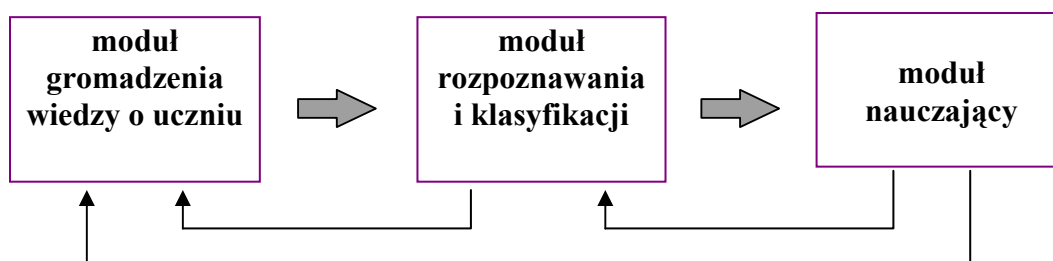 moduł
gromadzenia
wiedzy o uczniu
moduł
rozpoznawania
i klasyfikacji
moduł
nauczający